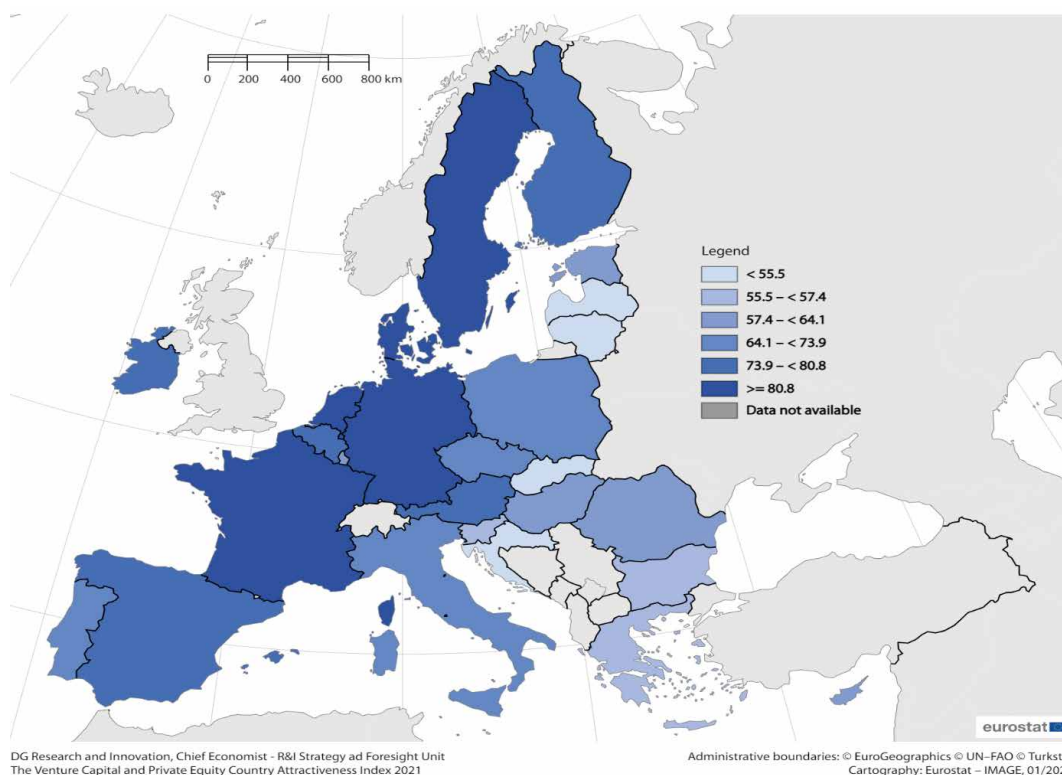 0 200 400 600 800 km
Legend
< 55.5
55.5 – < 57.4
57.4 – < 64.1
64.1 – < 73.9
73.9 – < 80.8
>= 80.8
Data not available
eurostat
DG Research and Innovation, Chief Economist - R&I Strategy ad Foresight Unit
The Venture Capital and Private Equity Country Attractiveness Index 2021
Administrative boundaries: © EuroGeographics © UN–FAO © Turkst
Cartography: Eurostat – IMAGE, 01/202